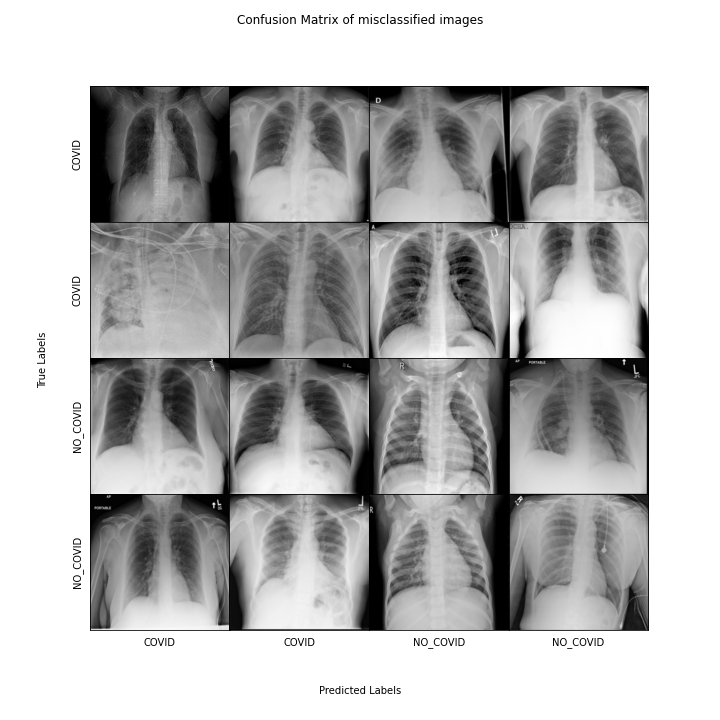 Confusion Matrix of misclassified images
COVID
D
COVID
A
True Labels
NO_COVID
R
PORTABLE
NO_COVID
PORTABLE
COVID
COVID
NO_COVID
NO_COVID
Predicted Labels